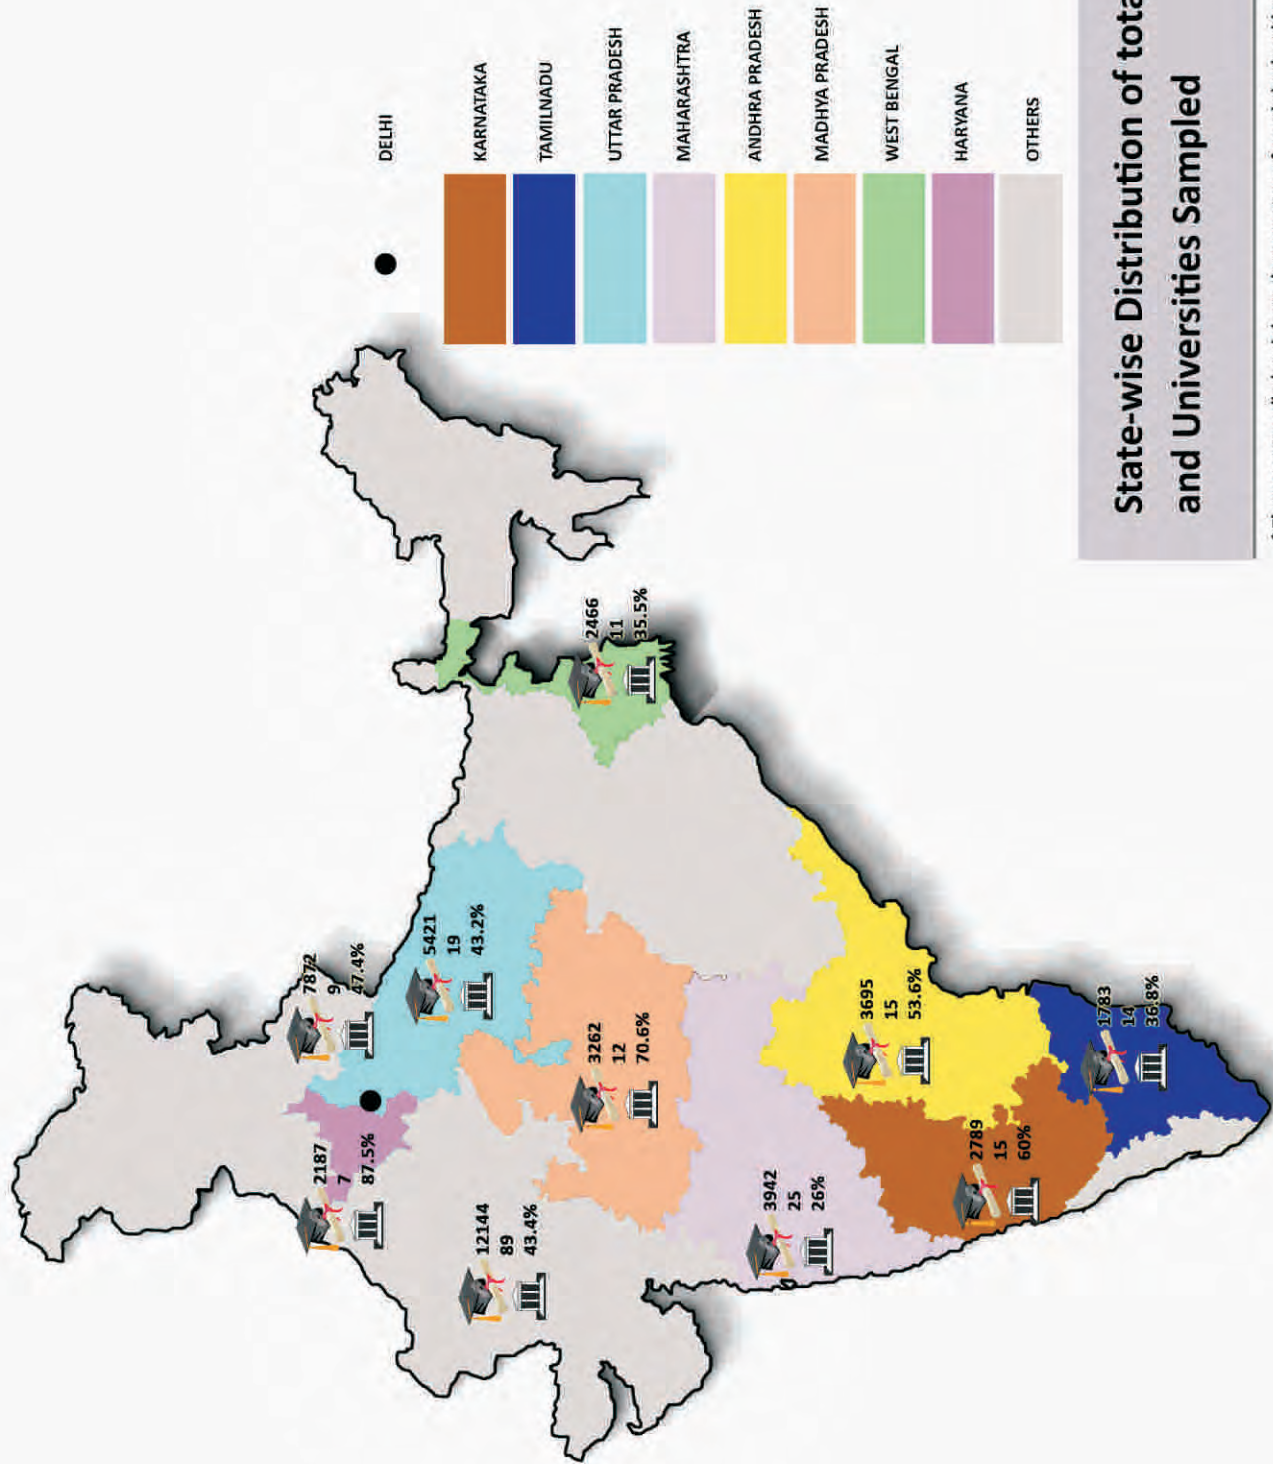 7872
9
47.4%
2187
7
87.5%
5421
19
43.2%
12144
89
43.4%
3262
12
70.6%
2466
11
35.5%
3942
25
26%
3695
15
53.6%
2789
15
60%
1783
14
36.8%
DELHI
KARNATAKA
TAMILNADU
UTTAR PRADESH
MAHARASHTRA
ANDHRA PRADESH
MADHYA PRADESH
WEST BENGAL
HARYANA
OTHERS
State-wise Distribution of
and Universities Sampled